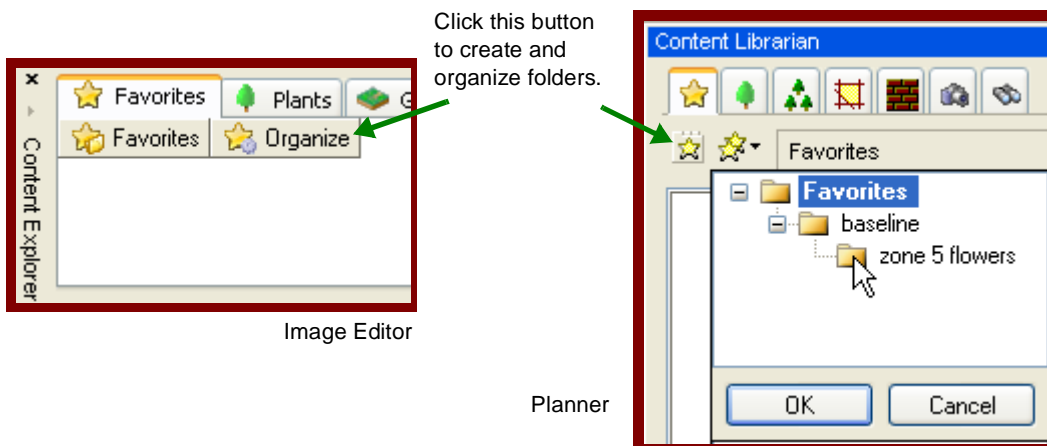 Click this button
to create and
organize folders.
Favorites
Plants
G
Favorites
Organize
Content Explorer
Image Editor
Content Librarian
Favorites
Favorites
baseline
zone 5 flowers
OK
Cancel
Planner